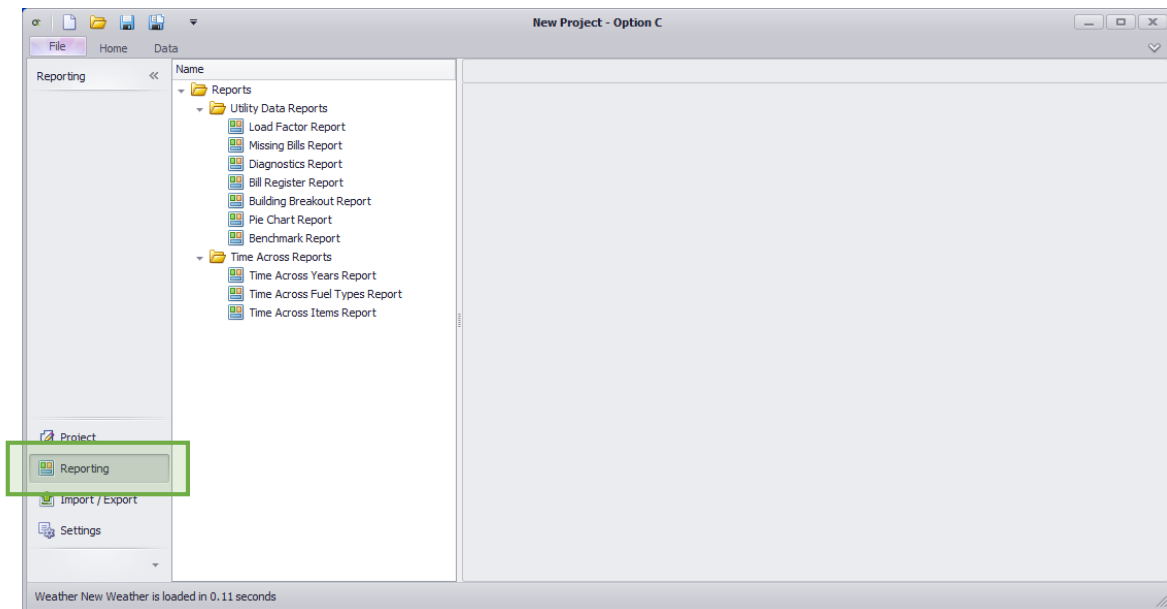 New Project - Option C
File Home Data
Reporting
Name
Reports
Utility Data Reports
Load Factor Report
Missing Bills Report
Diagnostics Report
Bill Register Report
Building Breakout Report
Pie Chart Report
Benchmark Report
Time Across Reports
Time Across Years Report
Time Across Fuel Types Report
Time Across Items Report
Project
Reporting
Import / Export
Settings
Weather New Weather is loaded in 0.11 seconds